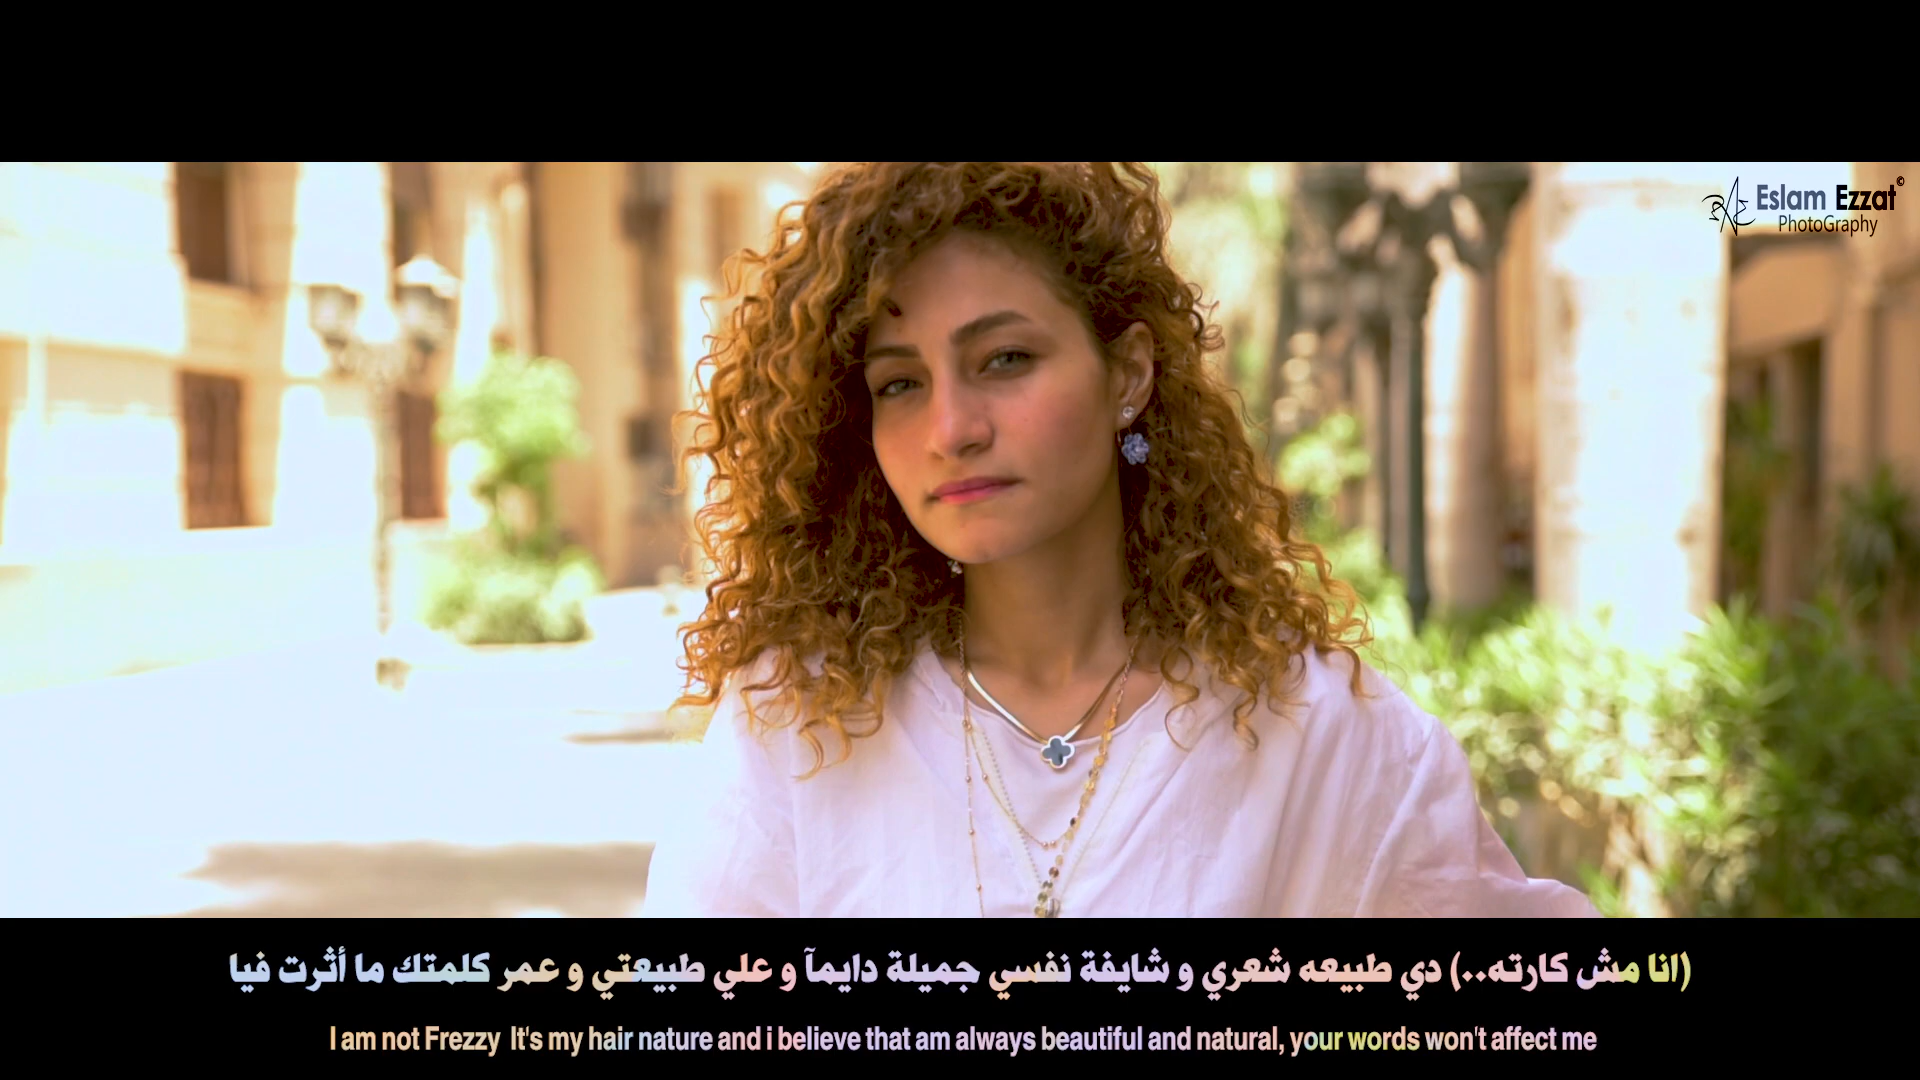 Eslam Ezzat©
PhotoGraphy
(انا مش كارته..) دي طبيعه شعري و شايفة نفسي جميلة دايمآ و علي طبيعتي و عمر كلمتك ما أثرت فيا
I am not Frezzy It's my hair nature and i believe that am always beautiful and natural, your words won't affect me